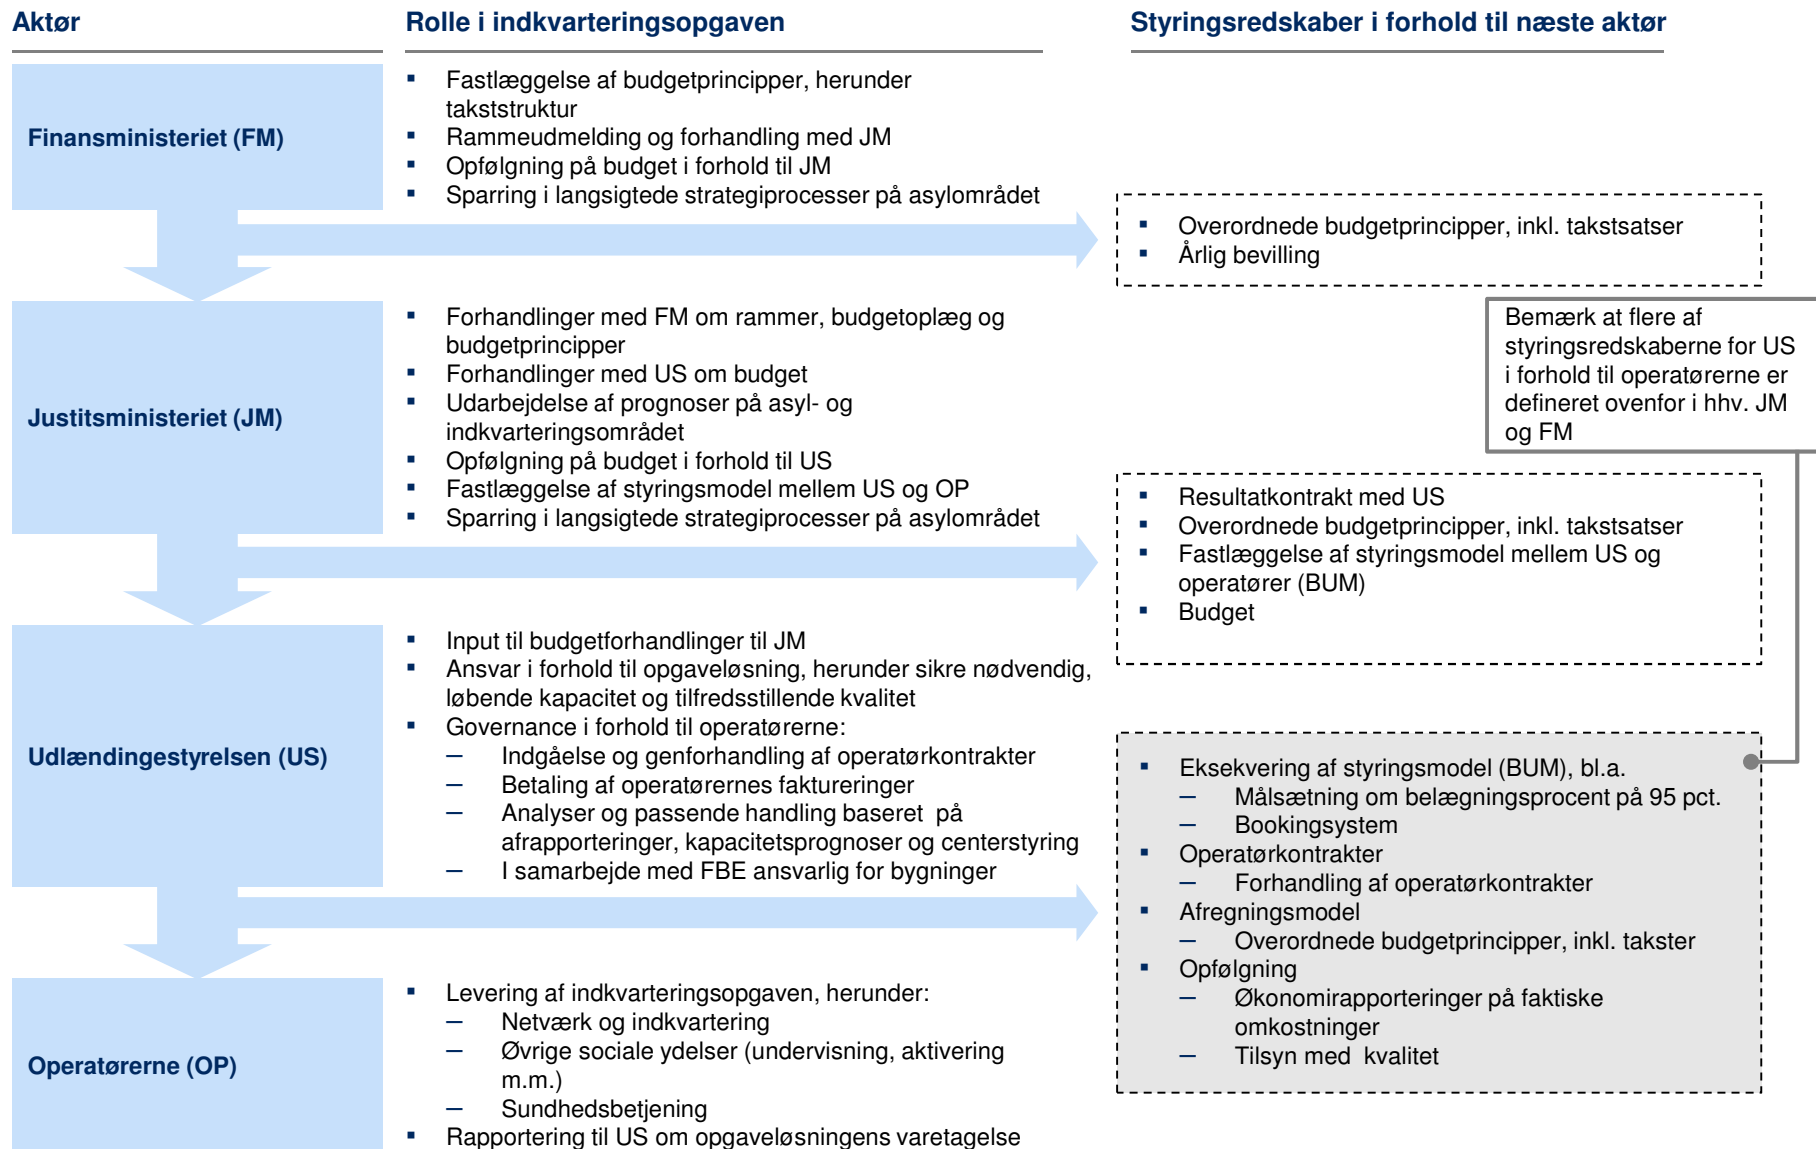 Aktør
Rolle i indkvarteringsopgaven
Styringsredskaber i forhold til næste aktør
Finansministeriet (FM)
▪ Fastlæggelse af budgetprincipper, herunder
takststruktur
▪ Rammeudmelding og forhandling med JM
▪ Opfølgning på budget i forhold til JM
▪ Sparring i langsigtede strategiprocesser på asylområdet
▪ Overordnede budgetprincipper, inkl. takstsatser
▪ Årlig bevilling
Justitsministeriet (JM)
▪ Forhandlinger med FM om rammer, budgetoplæg og
budgetprincipper
▪ Forhandlinger med US om budget
▪ Udarbejdelse af prognoser på asyl- og
indkvarteringsområdet
▪ Opfølgning på budget i forhold til US
▪ Fastlæggelse af styringsmodel mellem US og OP
▪ Sparring i langsigtede strategiprocesser på asylområdet
Bemærk at flere af
styringsredskaberne for US
i forhold til operatørerne er
defineret ovenfor i hhv. JM
og FM
▪ Resultatkontrakt med US
▪ Overordnede budgetprincipper, inkl. takstsatser
▪ Fastlæggelse af styringsmodel mellem US og
operatører (BUM)
▪ Budget
Udlændingestyrelsen (US)
▪ Input til budgetforhandlinger til JM
▪ Ansvar i forhold til opgaveløsning, herunder sikre nødvendig,
løbende kapacitet og tilfredsstillende kvalitet
▪ Governance i forhold til operatørerne:
– Indgåelse og genforhandling af operatørkontrakter
– Betaling af operatørernes faktureringer
– Analyser og passende handling baseret på
afrapporteringer, kapacitetsprognoser og centerstyring
– I samarbejde med FBE ansvarlig for bygninger
▪ Eksekvering af styringsmodel (BUM), bl.a.
– Målsætning om belægningsprocent på 95 pct.
– Bookingsystem
▪ Operatørkontrakter
– Forhandling af operatørkontrakter
▪ Afregningsmodel
– Overordnede budgetprincipper, inkl. takster
▪ Opfølgning
– Økonomirapporteringer på faktiske
omkostninger
– Tilsyn med kvalitet
Operatørerne (OP)
▪ Levering af indkvarteringsopgaven, herunder:
– Netværk og indkvartering
– Øvrige sociale ydelser (undervisning, aktivering
m.m.)
– Sundhedsbetjening
▪ Rapportering til US om opgaveløsningens varetagelse